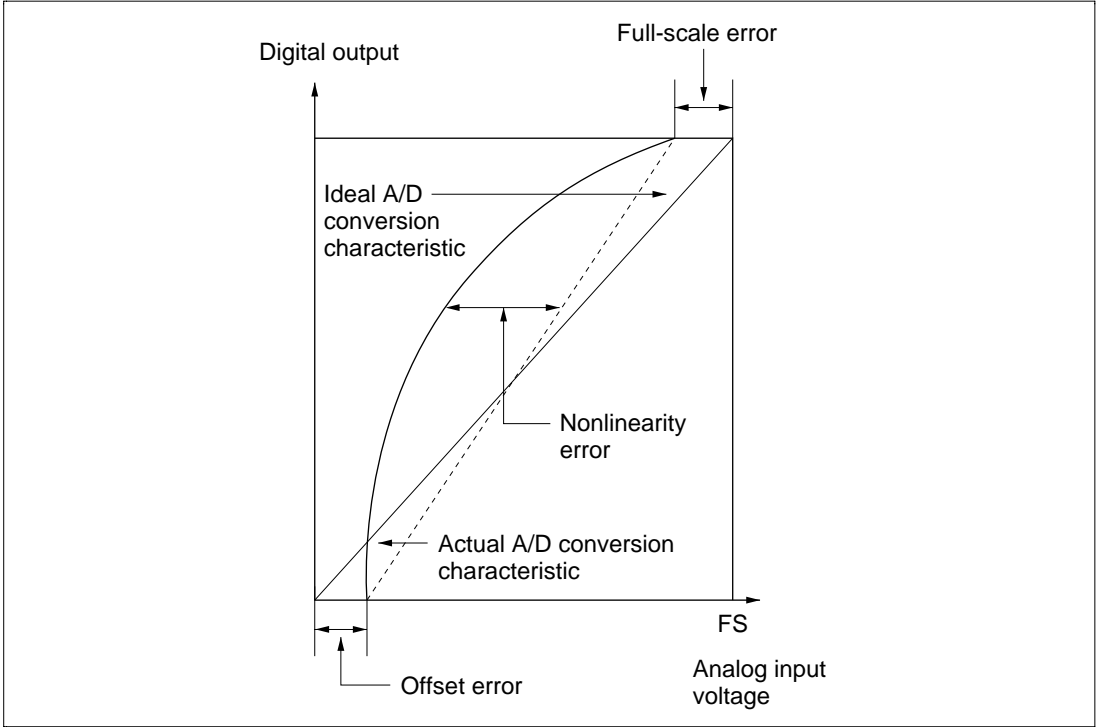 Full-scale error
Digital output
Ideal A/D
conversion
characteristic
Nonlinearity
error
Actual A/D conversion
characteristic
FS
Offset error
Analog input
voltage